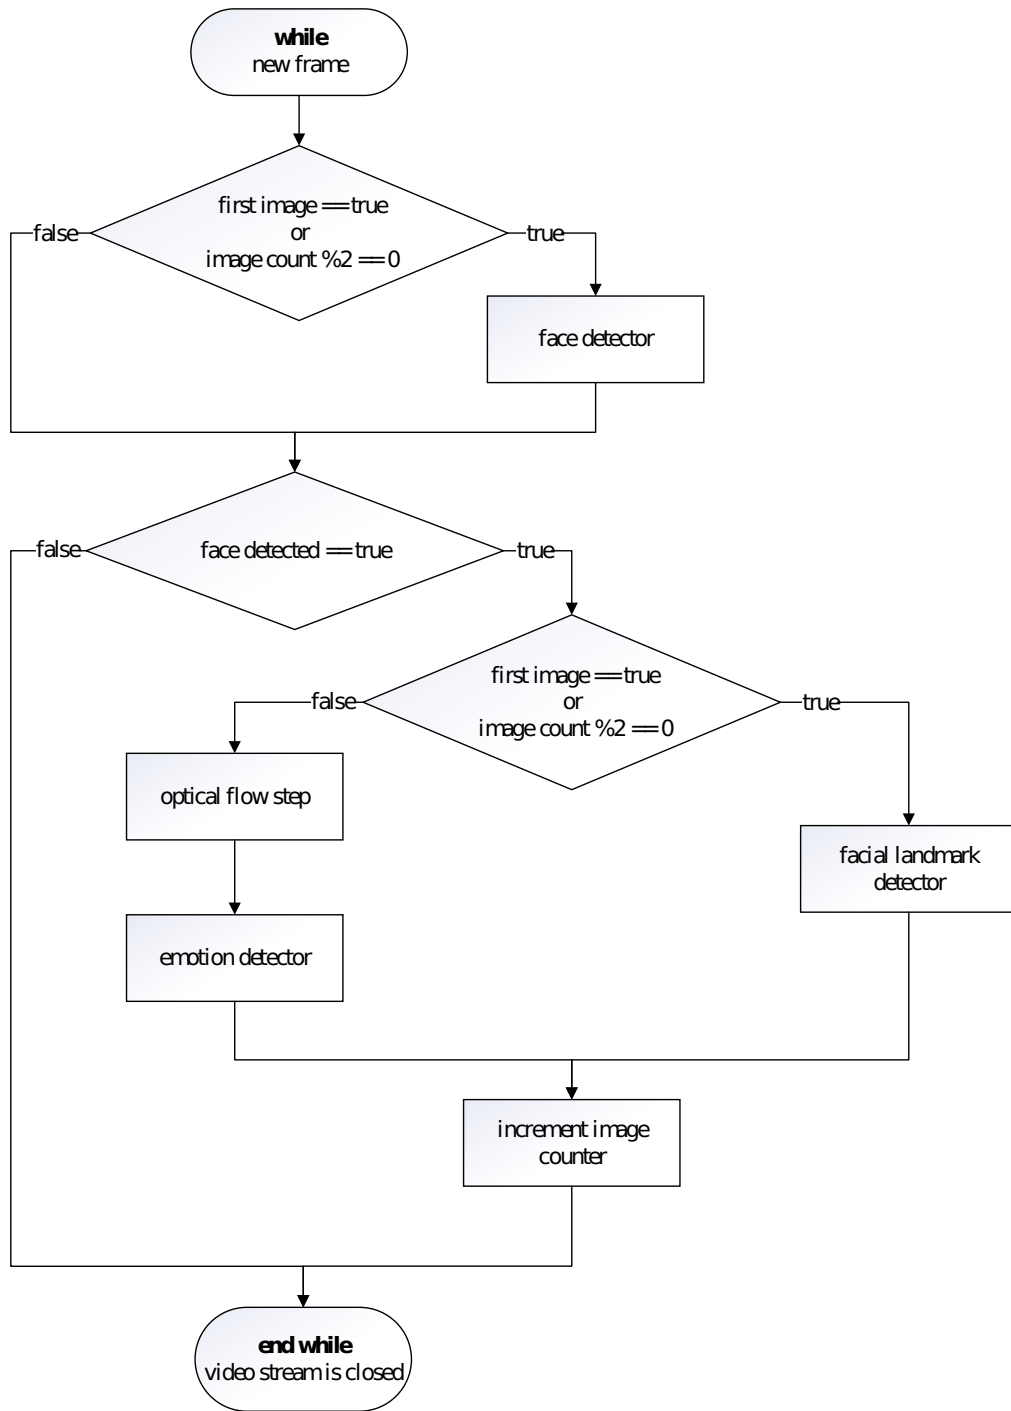 while
new frame
first image == true
or
image count %2 == 0
false
true
face detector
face detected == true
false
true
first image == true
or
image count %2 == 0
false
true
optical flow step
facial landmark
detector
emotion detector
increment image
counter
end while
video stream is closed